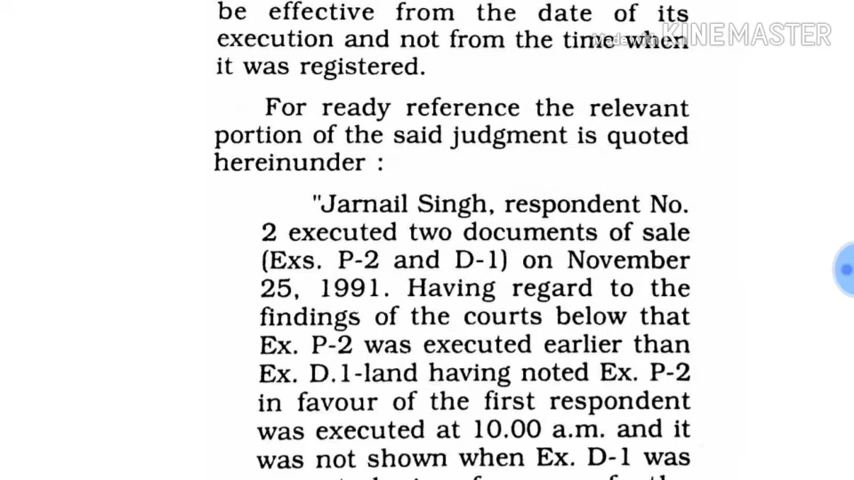 be effective from the date of its
execution and not from the time when
it was registered.
Made with KINEMASTER
For ready reference the relevant
portion of the said judgment is quoted
hereinunder :
"Jarnail Singh, respondent No.
2 executed two documents of sale
(Exs. P-2 and D-1) on November
25, 1991. Having regard to the
findings of the courts below that
Ex. P-2 was executed earlier than
Ex. D.1-land having noted Ex. P-2
in favour of the first respondent
was executed at 10.00 a.m. and it
was not shown when Ex. D-1 was